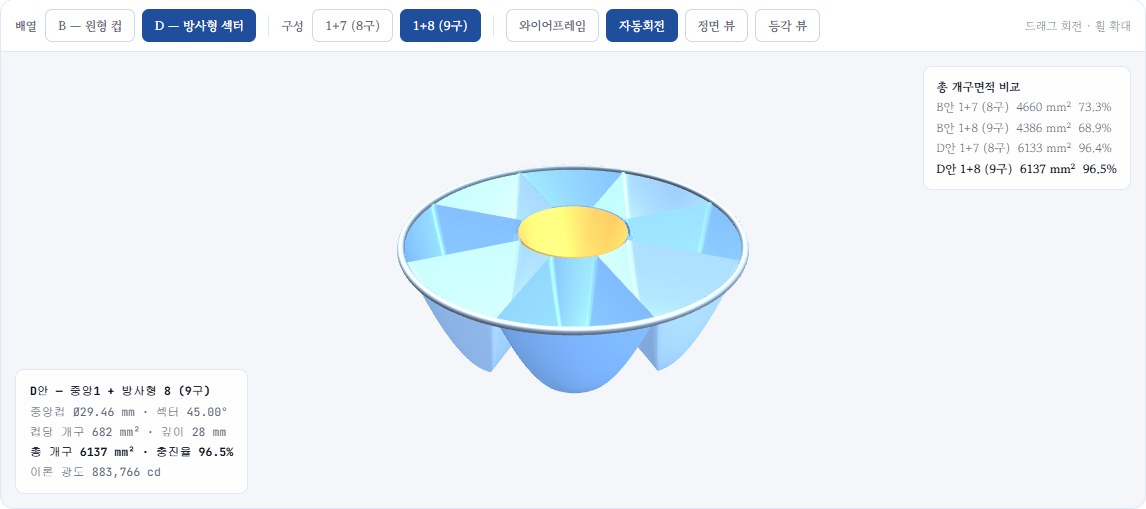 배열 B — 원형 컵 D — 방사형 섹터 구성 1+7 (8구) 1+8 (9구) 와이어프레임 자동회전 정면 뷰 등각 뷰 드래그 회전 · 휠 확대
총 개구면적 비교
B안 1+7 (8구) 4660 mm² 73.3%
B안 1+8 (9구) 4386 mm² 68.9%
D안 1+7 (8구) 6133 mm² 96.4%
D안 1+8 (9구) 6137 mm² 96.5%
D안 — 중앙1 + 방사형 8 (9구)
중앙컵 Ø29.46 mm · 섹터 45.00°
컵당 개구 682 mm² · 깊이 28 mm
총 개구 6137 mm² · 충진율 96.5%
이론 광도 883,766 cd